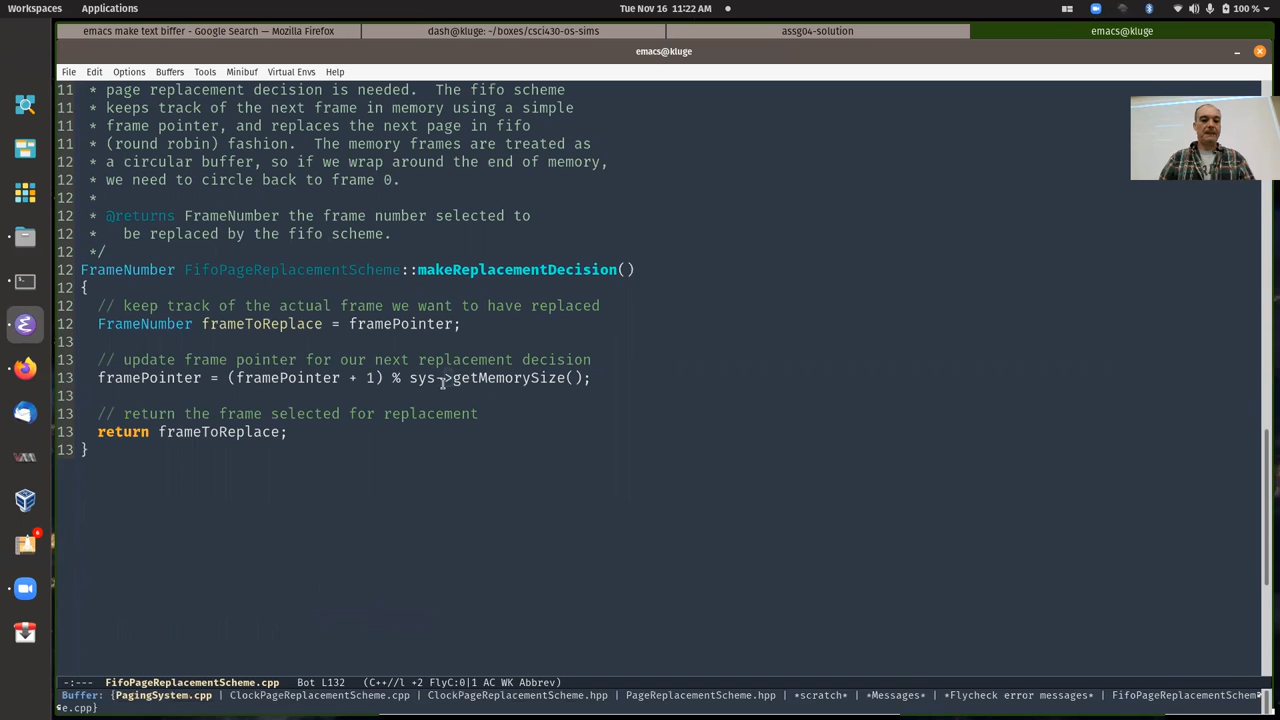 Workspaces Applications Tue Nov 16 11:22 AM 100 %
emacs make text biffer - Google Search — Mozilla Firefox dash@kluge: ~/boxes/csci430-os-sims assg04-solution emacs@kluge
emacs@kluge
File Edit Options Buffers Tools Minibuf Virtual Envs Help
11 * page replacement decision is needed. The fifo scheme
11 * keeps track of the next frame in memory using a simple
11 * frame pointer, and replaces the next page in fifo
11 * (round robin) fashion. The memory frames are treated as
12 * a circular buffer, so if we wrap around the end of memory,
12 * we need to circle back to frame 0.
12 *
12 * @returns FrameNumber the frame number selected to
12 * be replaced by the fifo scheme.
12 */
12 FrameNumber FifoPageReplacementScheme::makeReplacementDecision()
12 {
12 // keep track of the actual frame we want to have replaced
12 FrameNumber frameToReplace = framePointer;
13
13 // update frame pointer for our next replacement decision
13 framePointer = (framePointer + 1) % sys->getMemorySize();
13
13 // return the frame selected for replacement
13 return frameToReplace;
13 }
6
-:--- FifoPageReplacementScheme.cpp Bot L132 (C++//l +2 FlyC:0|1 AC WK Abbrev)
Buffer: {PagingSystem.cpp | ClockPageReplacementScheme.cpp | ClockPageReplacementScheme.hpp | PageReplacementScheme.hpp | *scratch* | *Messages* | *Flycheck error messages* | FifoPageReplacementSchem
e.cpp}